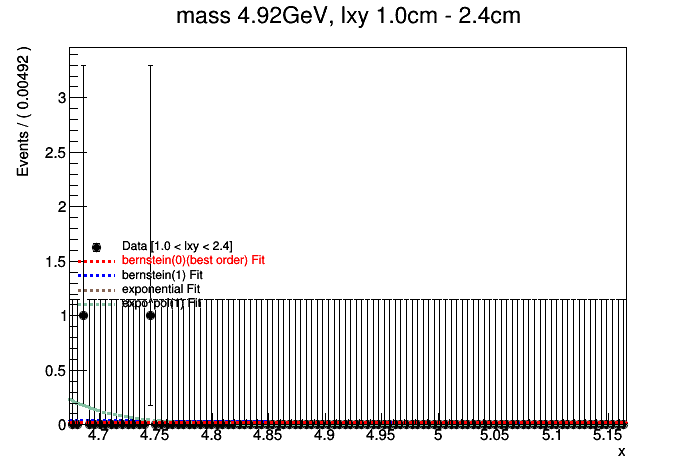 mass 4.92GeV, lxy 1.0cm - 2.4cm
Events / ( 0.00492 )
3
2.5
2
1.5
1
0.5
0
Data [1.0 < lxy < 2.4]
bernstein(0)(best order) Fit
bernstein(1) Fit
exponential Fit
expo*pol(1) Fit
4.7 4.75 4.8 4.85 4.9 4.95 5 5.05 5.1 5.15
x